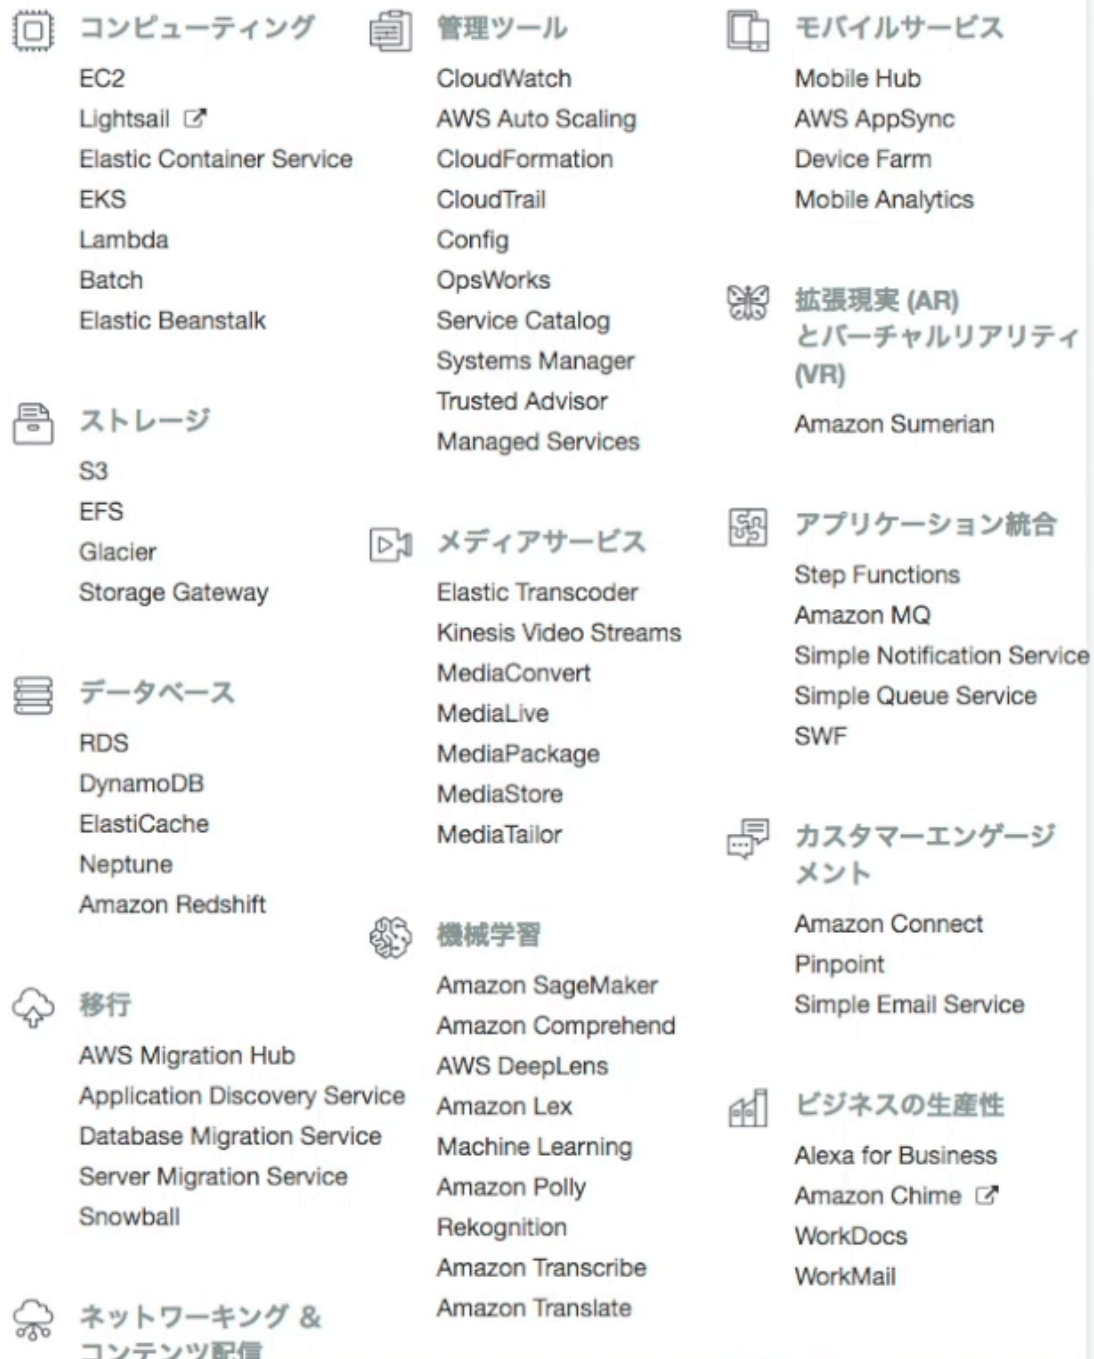 コンピューティング
EC2
Lightsail
Elastic Container Service
EKS
Lambda
Batch
Elastic Beanstalk
ストレージ
S3
EFS
Glacier
Storage Gateway
データベース
RDS
DynamoDB
ElastiCache
Neptune
Amazon Redshift
移行
AWS Migration Hub
Application Discovery Service
Database Migration Service
Server Migration Service
Snowball
ネットワーキング &
コンテンツ配信
管理ツール
CloudWatch
AWS Auto Scaling
CloudFormation
CloudTrail
Config
OpsWorks
Service Catalog
Systems Manager
Trusted Advisor
Managed Services
メディアサービス
Elastic Transcoder
Kinesis Video Streams
MediaConvert
MediaLive
MediaPackage
MediaStore
MediaTailor
機械学習
Amazon SageMaker
Amazon Comprehend
AWS DeepLens
Amazon Lex
Machine Learning
Amazon Polly
Rekognition
Amazon Transcribe
Amazon Translate
モバイルサービス
Mobile Hub
AWS AppSync
Device Farm
Mobile Analytics
拡張現実 (AR)
とバーチャルリアリティ
(VR)
Amazon Sumerian
アプリケーション統合
Step Functions
Amazon MQ
Simple Notification Service
Simple Queue Service
SWF
カスタマーエンゲージ
メント
Amazon Connect
Pinpoint
Simple Email Service
ビジネスの生産性
Alexa for Business
Amazon Chime
WorkDocs
WorkMail